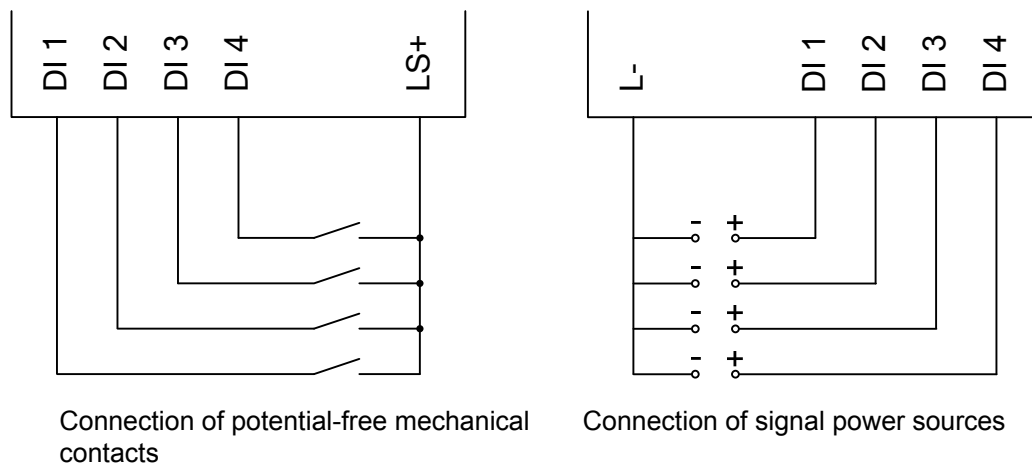 DI 1
DI 2
DI 3
DI 4
LS+
L-
DI 1
DI 2
DI 3
DI 4
- +
- +
- +
- +
Connection of potential-free mechanical
contacts
Connection of signal power sources